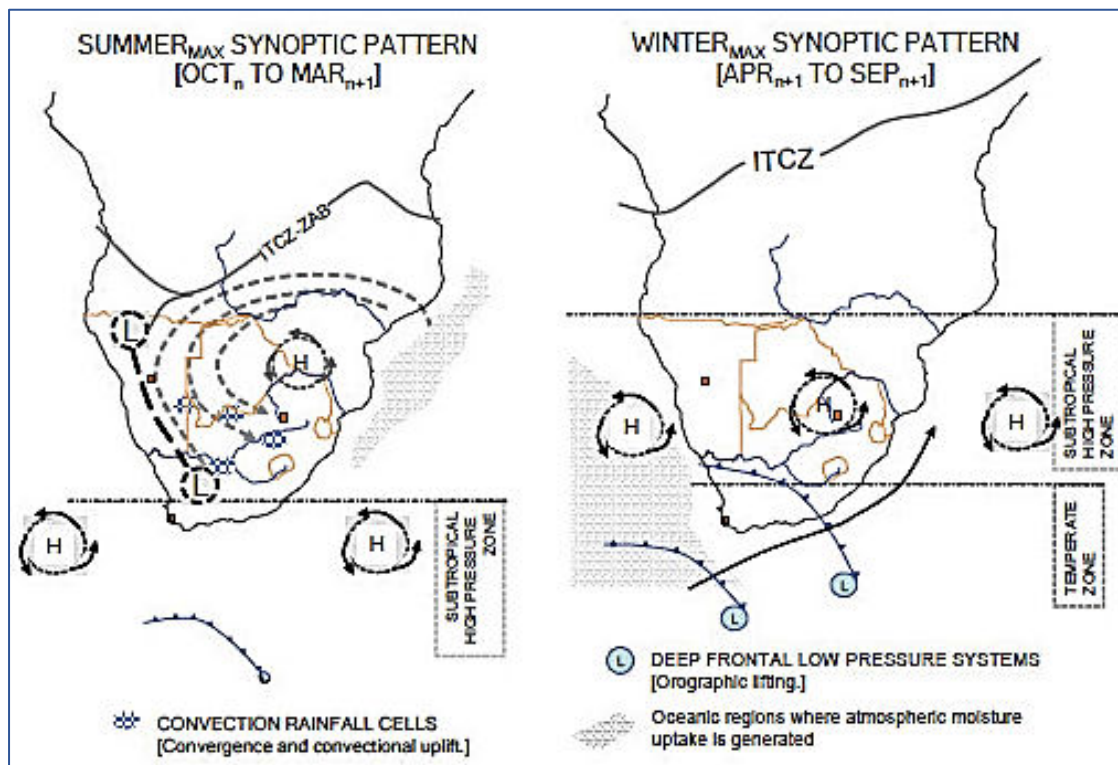 SUMMERMAX SYNOPTIC PATTERN
[OCTn TO MARn+1]
ITCZ-ZAB
L
H
L
H
H
SUBTROPICAL
HIGH PRESSURE
ZONE
CONVECTION RAINFALL CELLS
[Convergence and convectional uplift.]
WINTERMAX SYNOPTIC PATTERN
[APRn+1 TO SEPn+1]
ITCZ
H
H
H
SUBTROPICAL
HIGH PRESSURE
ZONE
TEMPERATE
ZONE
L
L
L DEEP FRONTAL LOW PRESSURE SYSTEMS
[Orographic lifting.]
Oceanic regions where atmospheric moisture
uptake is generated